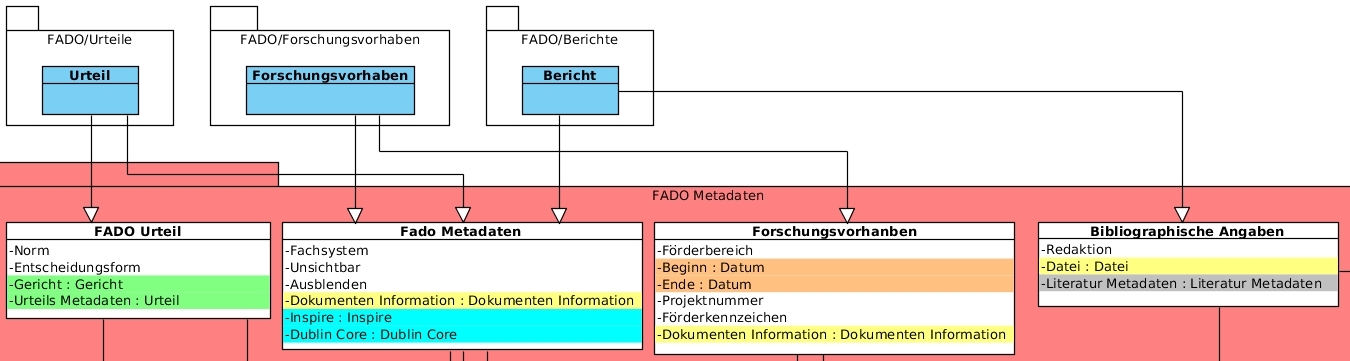 FADO/Urteile
FADO/Forschungsvorhaben
FADO/Berichte
Urteil
Forschungsvorhaben
Bericht
FADO Metadaten
FADO Urteil
-Norm
-Entscheidungsform
-Gericht : Gericht
-Urteils Metadaten : Urteil
Fado Metadaten
-Fachsystem
-Unsichtbar
-Ausblenden
-Dokumenten Information : Dokumenten Information
-Inspire : Inspire
-Dublin Core : Dublin Core
Forschungsvorhanben
-Förderbereich
-Beginn : Datum
-Ende : Datum
-Projektnummer
-Förderkennzeichen
-Dokumenten Information : Dokumenten Information
Bibliographische Angaben
-Redaktion
-Datei : Datei
-Literatur Metadaten : Literatur Metadaten